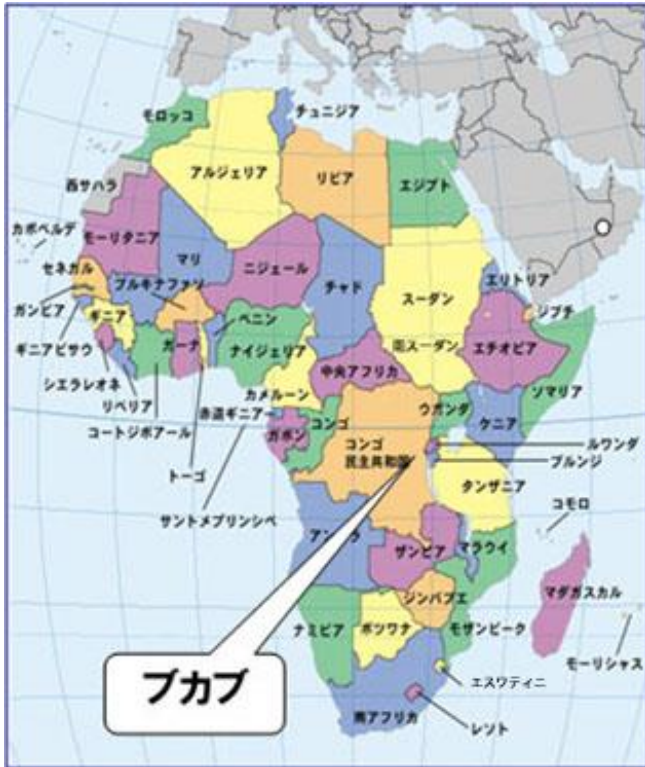 チュニジア
モロッコ
アルジェリア
リビア
エジプト
西サハラ
カボベルデ
モーリタニア
マリ
ニジェール
セネガル
ブルキナファソ
チャド
スーダン
エリトリア
ガンビア
ギニア
ベニン
ジブチ
ギニアビサウ
ガーナ
ナイジェリア
南スーダン
エチオピア
シエラレオネ
中央アフリカ
ソマリア
リベリア
カメルーン
赤道ギニア
ウガンダ
ケニア
コートジボアール
ガボン
コンゴ
コンゴ
民主共和国
ルワンダ
ブルンジ
トーゴ
タンザニア
サントメプリンシペ
コモロ
アンゴラ
ザンビア
マラウイ
マダガスカル
ジンバブエ
ナミビア
ボツワナ
モザンビーク
モーリシャス
ブカブ
エスワティニ
南アフリカ
レソト